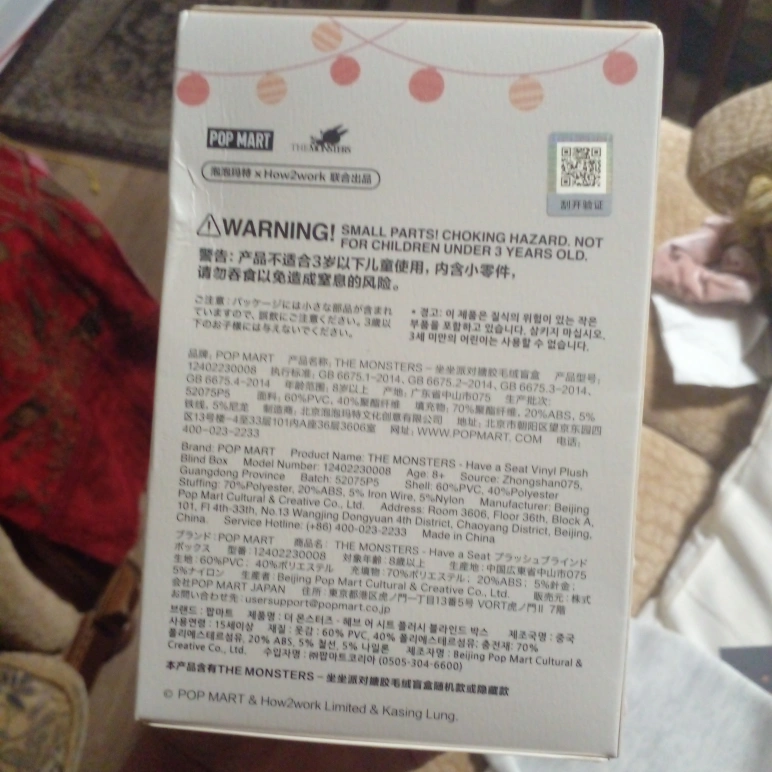 POP MART
THE MONSTERS
泡泡玛特 x How2work 联合出品
刮开验证
WARNING! SMALL PARTS! CHOKING HAZARD. NOT
FOR CHILDREN UNDER 3 YEARS OLD.
警告: 产品不适合3岁以下儿童使用, 内含小零件,
请勿吞食以免造成窒息的风险。
ご注意: パッケージには小さな部品が含まれ
ていますので、誤飲にご注意ください。3歳以
下のお子様には与えないでください。
* 경고: 이 제품은 질식의 위험이 있는 작은
부품을 포함하고 있습니다. 삼키지 마십시오.
3세 미만의 어린이는 사용할 수 없습니다.
品牌: POP MART 产品名称: THE MONSTERS – 坐坐派对搪胶毛绒盲盒 产品型号:
12402230008 执行标准: GB 6675.1-2014, GB 6675.2-2014, GB 6675.3-2014,
GB 6675.4-2014 年龄范围: 8岁以上 产地: 广东省中山市075 生产批次:
52075P5 面料: 60%PVC, 40%聚酯纤维 填充物: 70%聚酯纤维, 20%ABS, 5%
铁线, 5%尼龙 制造商: 北京泡泡玛特文化创意有限公司 地址: 北京市朝阳区望京东园四
区13号楼-4至33层101内A座36层3606室 网址: WWW.POPMART.COM 电话:
400-023-2233
Brand: POP MART Product Name: THE MONSTERS - Have a Seat Vinyl Plush
Blind Box Model Number: 12402230008 Age: 8+ Source: Zhongshan075,
Guangdong Province Batch: 52075P5 Shell: 60%PVC, 40%Polyester
Stuffing: 70%Polyester, 20%ABS, 5% Iron Wire, 5%Nylon Manufacturer: Beijing
Pop Mart Cultural & Creative Co., Ltd. Address: Room 3606, Floor 36th, Block A,
101, Fl 4th-33th, No.13 Wangjing Dongyuan 4th District, Chaoyang District, Beijing,
China. Service Hotline: (+86) 400-023-2233 Made in China
ブランド: POP MART 商品名: THE MONSTERS - Have a Seat プラッシュブラインド
ボックス 型番: 12402230008 対象年齢: 8歳以上 生産地: 中国広東省中山市075
生地: 60%PVC; 40%ポリエステル 充填物: 70%ポリエステル; 20%ABS; 5%針金;
5%ナイロン 生産者: Beijing Pop Mart Cultural & Creative Co., Ltd. 販売元: 株式
会社POP MART JAPAN 住所: 東京都港区虎ノ門一丁目13番5号 VORT虎ノ門II 7階
お問い合わせ先: usersupport@popmart.co.jp
브랜드: 팝마트 제품명: 더 몬스터즈 - 해브 어 시트 플러시 블라인드 박스 제조국명: 중국
사용연령: 15세이상 재질: 옷감: 60% PVC, 40% 폴리에스테르섬유; 충전재: 70%
폴리에스테르섬유, 20% ABS, 5% 철선, 5% 나일론 제조자명: Beijing Pop Mart Cultural &
Creative Co., Ltd. 수입자명: ㈜팝마트코리아 (0505-304-6600)
本产品含有THE MONSTERS – 坐坐派对搪胶毛绒盲盒随机款或隐藏款
© POP MART & How2work Limited & Kasing Lung.